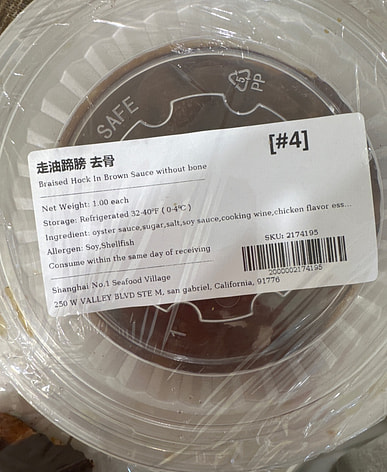 SAFE
PP
[#4]
走油蹄膀 去骨
Braised Hock In Brown Sauce without bone
Net Weight: 1.00 each
Storage: Refrigerated 32-40°F ( 0-4°C )
Ingredient: oyster sauce,sugar,salt,soy sauce,cooking wine,chicken flavor ess...
Allergen: Soy,Shellfish
Consume within the same day of receiving
SKU: 2174195
2000002174195
Shanghai No.1 Seafood Village
250 W VALLEY BLVD STE M, san gabriel, California, 91776
1